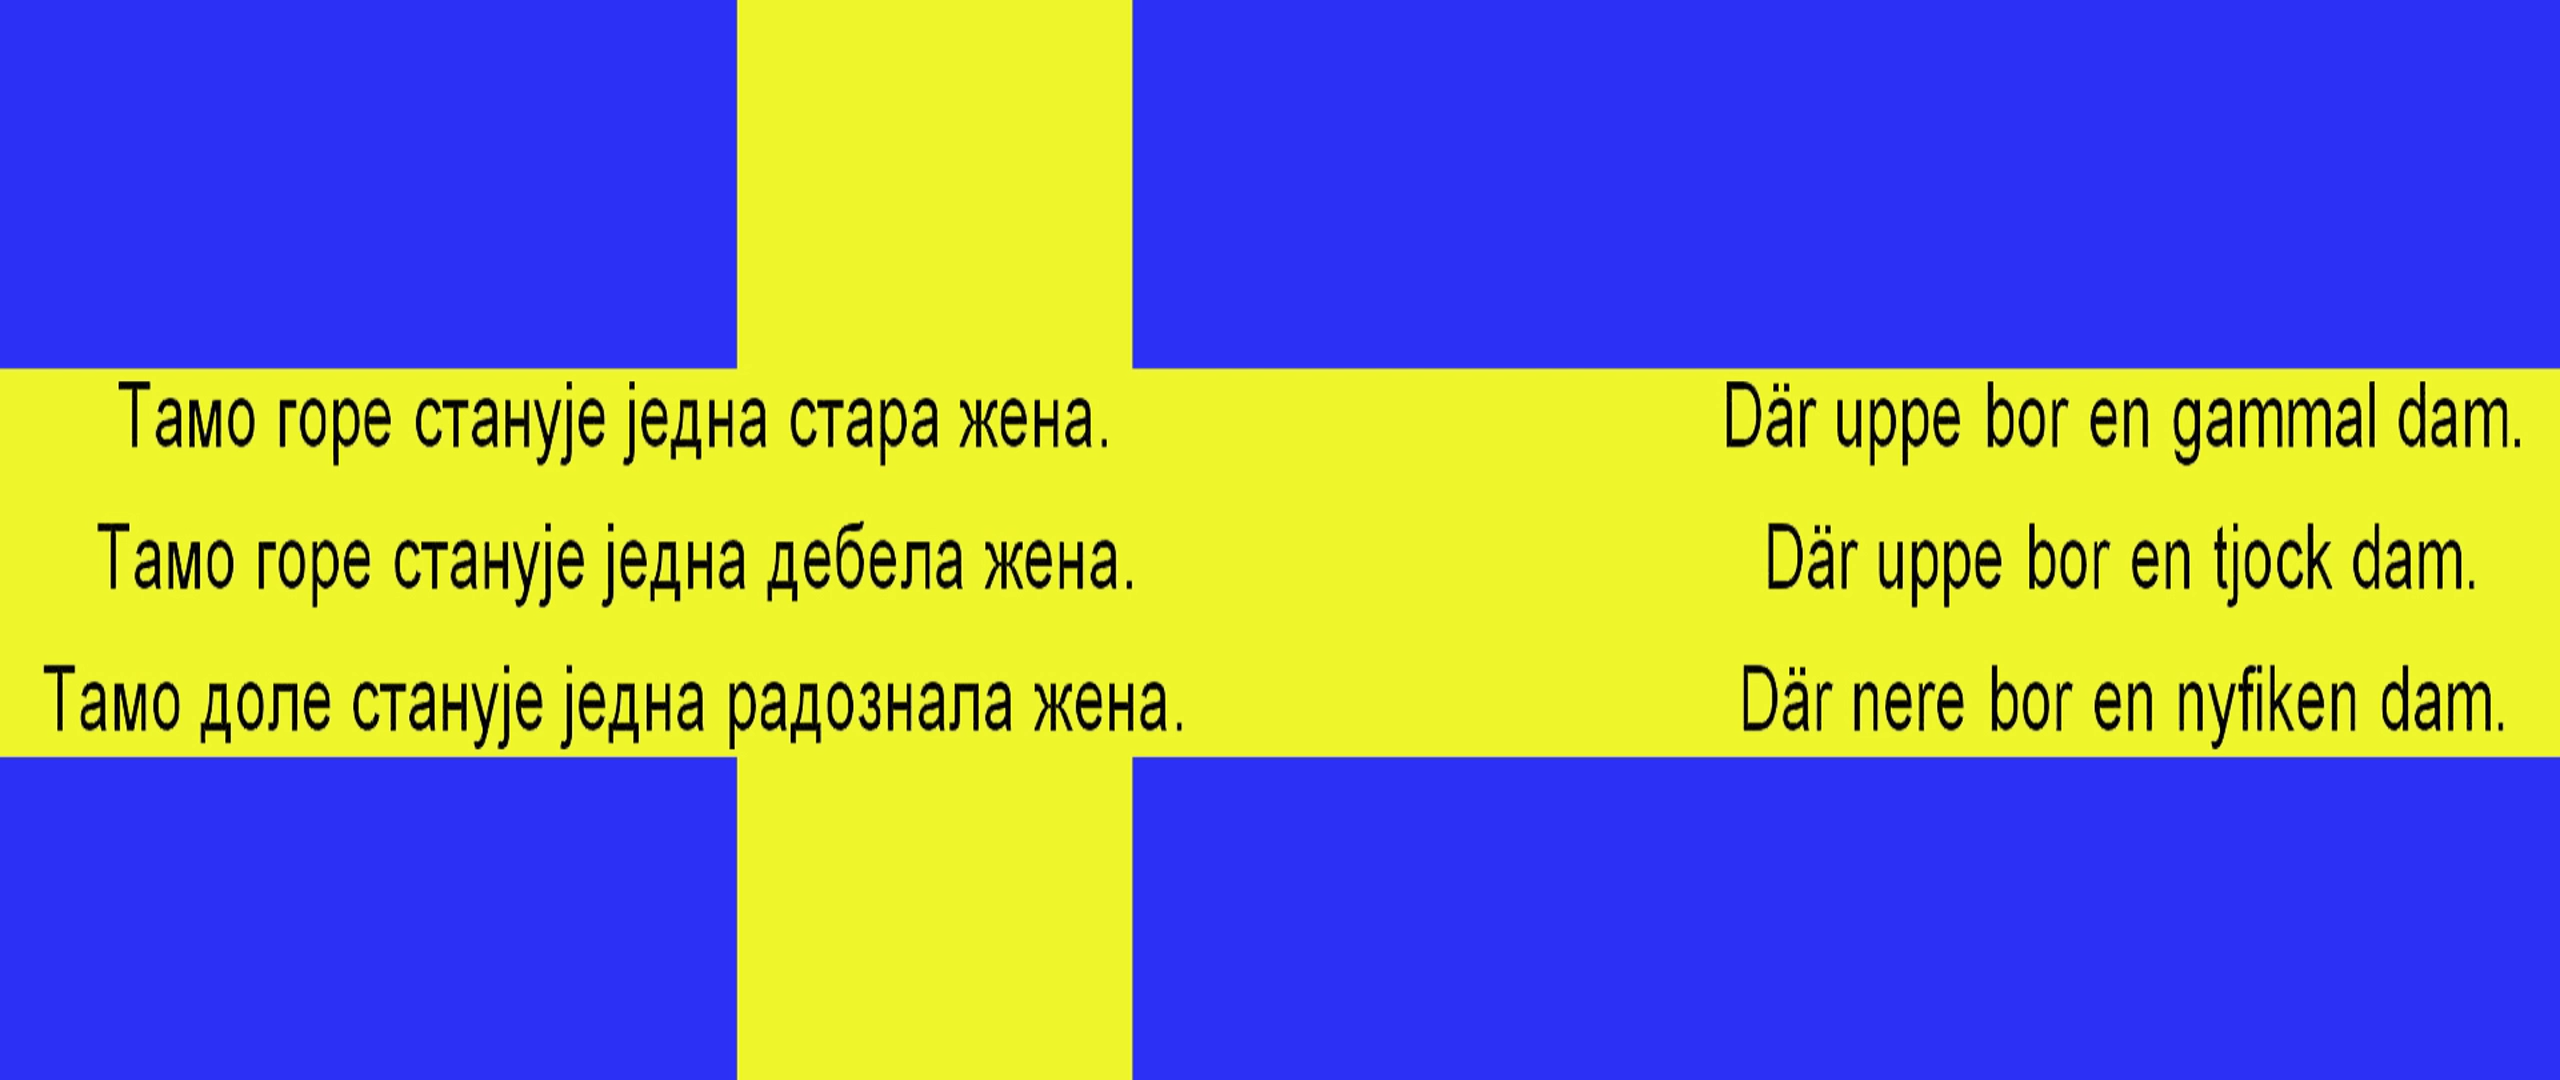 Тамо горе станује једна стара жена. Där uppe bor en gammal dam.
Тамо горе станује једна дебела жена. Där uppe bor en tjock dam.
Тамо доле станује једна радознала жена. Där nere bor en nyfiken dam.